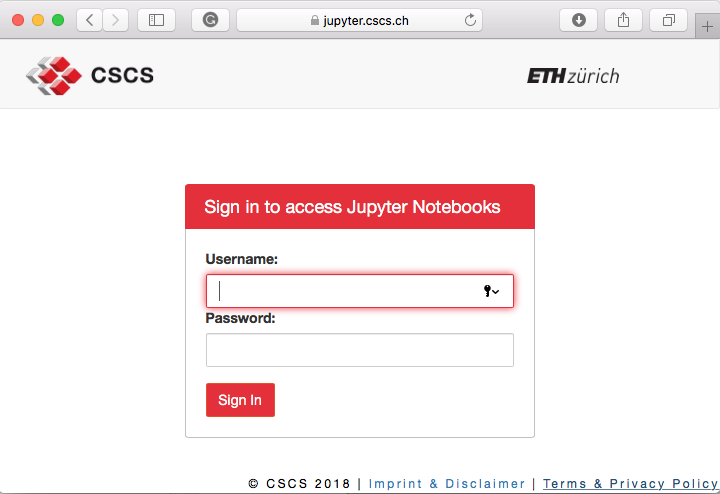 jupyter.cscs.ch
CSCS
ETH zürich
Sign in to access Jupyter Notebooks
Username:
Password:
Sign In
© CSCS 2018 | Imprint & Disclaimer | Terms & Privacy Policy